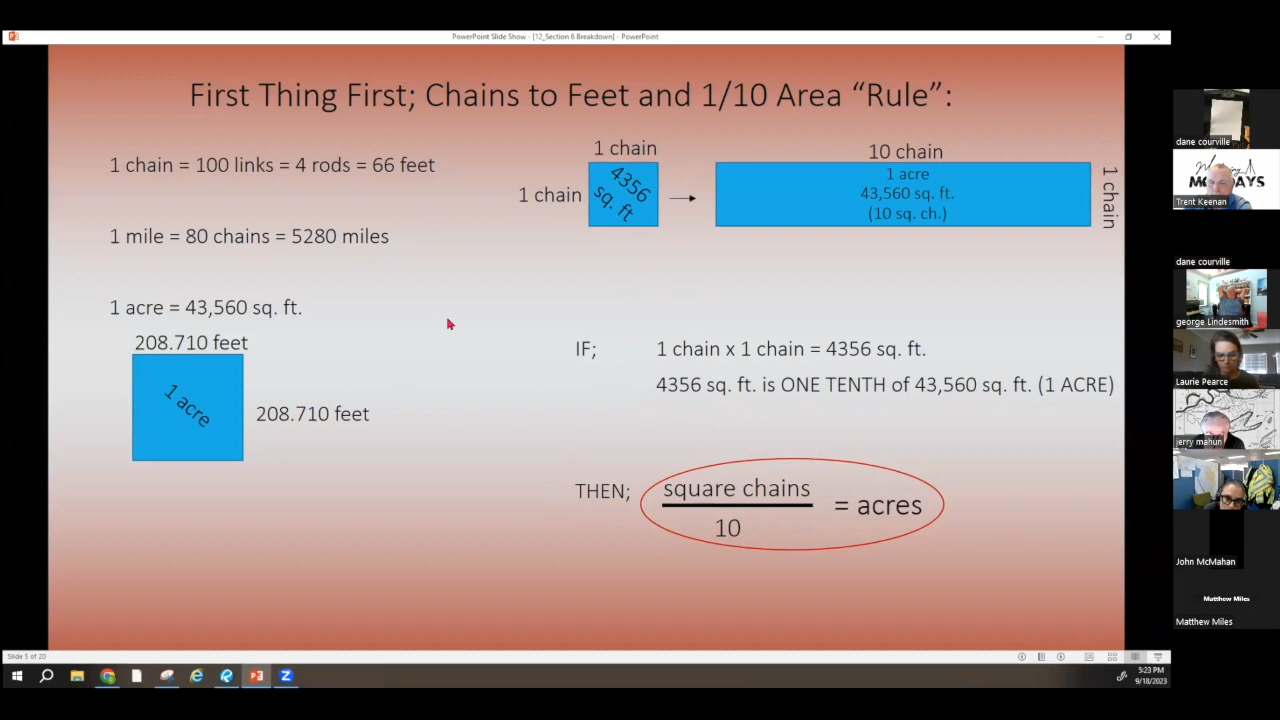 PowerPoint Slide Show - [12_Section 6 Breakdown] - PowerPoint
First Thing First; Chains to Feet and 1/10 Area “Rule”:
1 chain = 100 links = 4 rods = 66 feet
1 mile = 80 chains = 5280 miles
1 acre = 43,560 sq. ft.
208.710 feet
1 acre
208.710 feet
1 chain
1 chain
4356
sq. ft
10 chain
1 acre
43,560 sq. ft.
(10 sq. ch.)
1 chain
IF;
1 chain x 1 chain = 4356 sq. ft.
4356 sq. ft. is ONE TENTH of 43,560 sq. ft. (1 ACRE)
THEN;
square chains
10
= acres
Slide 5 of 20
5:23 PM
9/18/2023
dane courville
Trent Keenan
dane courville
george Lindesmith
Laurie Pearce
jerry mahun
John McMahan
Matthew Miles
Matthew Miles